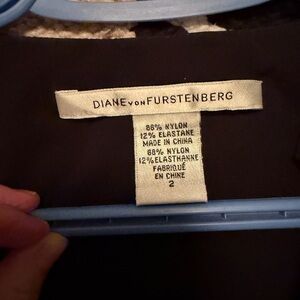 DIANE VON FURSTENBERG
88% NYLON
12% ELASTANE
MADE IN CHINA
88% NYLON
12% ELASTHANNE
FABRIQUÉ
EN CHINE
2